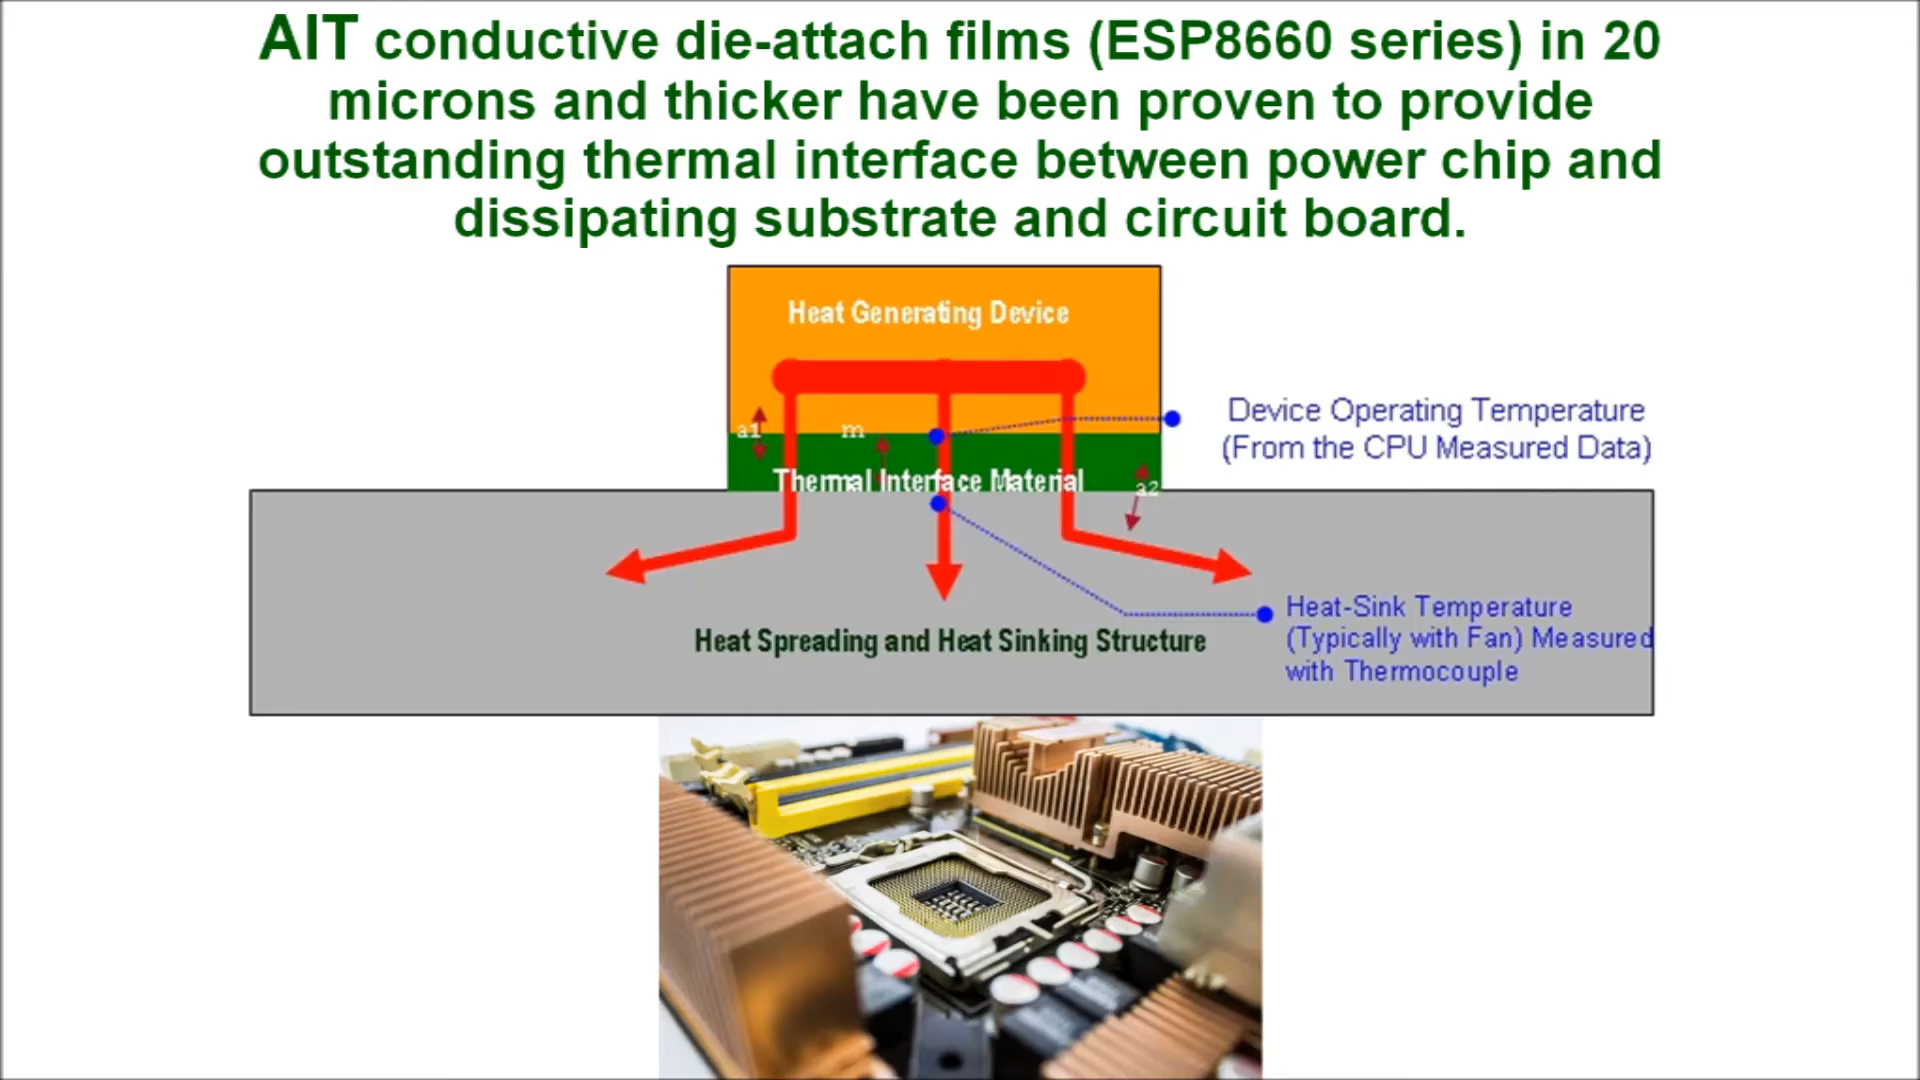 AIT conductive die-attach films (ESP8660 series) in 20
microns and thicker have been proven to provide
outstanding thermal interface between power chip and
dissipating substrate and circuit board.
Heat Generating Device
a1
m
Device Operating Temperature
(From the CPU Measured Data)
Thermal Interface Material
a2
Heat Spreading and Heat Sinking Structure
Heat-Sink Temperature
(Typically with Fan) Measured
with Thermocouple